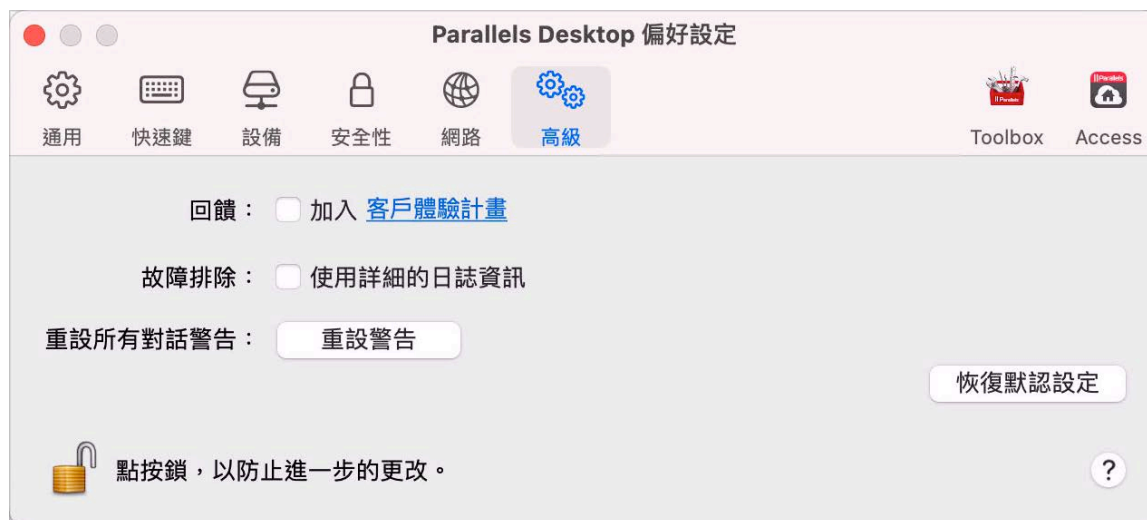 Parallels Desktop 偏好設定
通用 快速鍵 設備 安全性 網路 高級 Toolbox Access
回饋： 加入 客戶體驗計畫
故障排除： 使用詳細的日誌資訊
重設所有對話警告： 重設警告
恢復默認設定
點按鎖，以防止進一步的更改。 ?